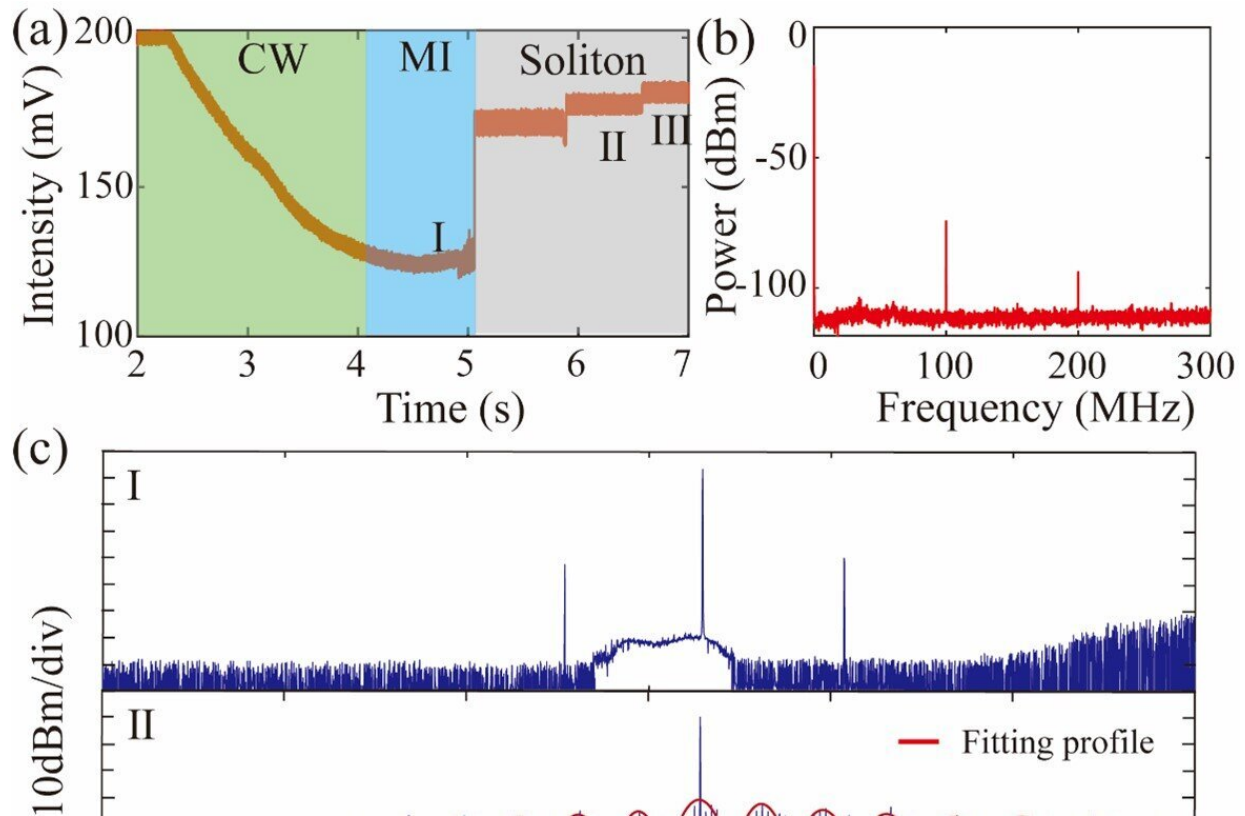 (a)
200
150
100
Intensity (mV)
CW
MI
Soliton
I
II
III
2 3 4 5 6 7
Time (s)
(b)
0
-50
-100
Power (dBm)
0 100 200 300
Frequency (MHz)
(c)
I
II
Fitting profile
10dBm/div